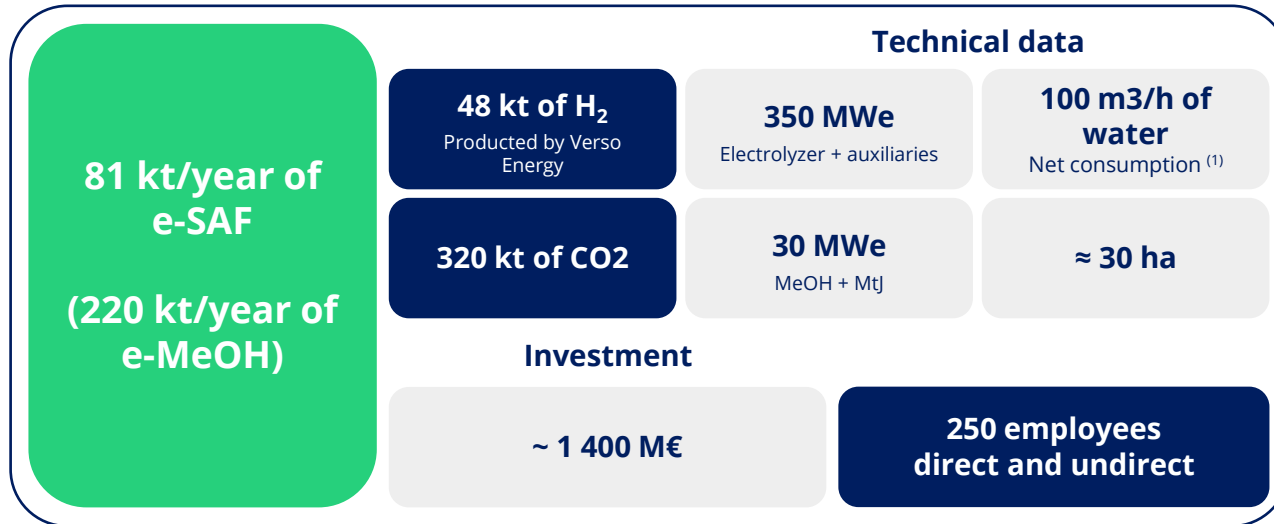 Technical data
81 kt/year of
e-SAF
(220 kt/year of
e-MeOH)
48 kt of H₂
Producted by Verso
Energy
350 MWe
Electrolyzer + auxiliaries
100 m3/h of
water
Net consumption ⁽¹⁾
320 kt of CO2
30 MWe
MeOH + MtJ
≈ 30 ha
Investment
~ 1 400 M€
250 employees
direct and undirect